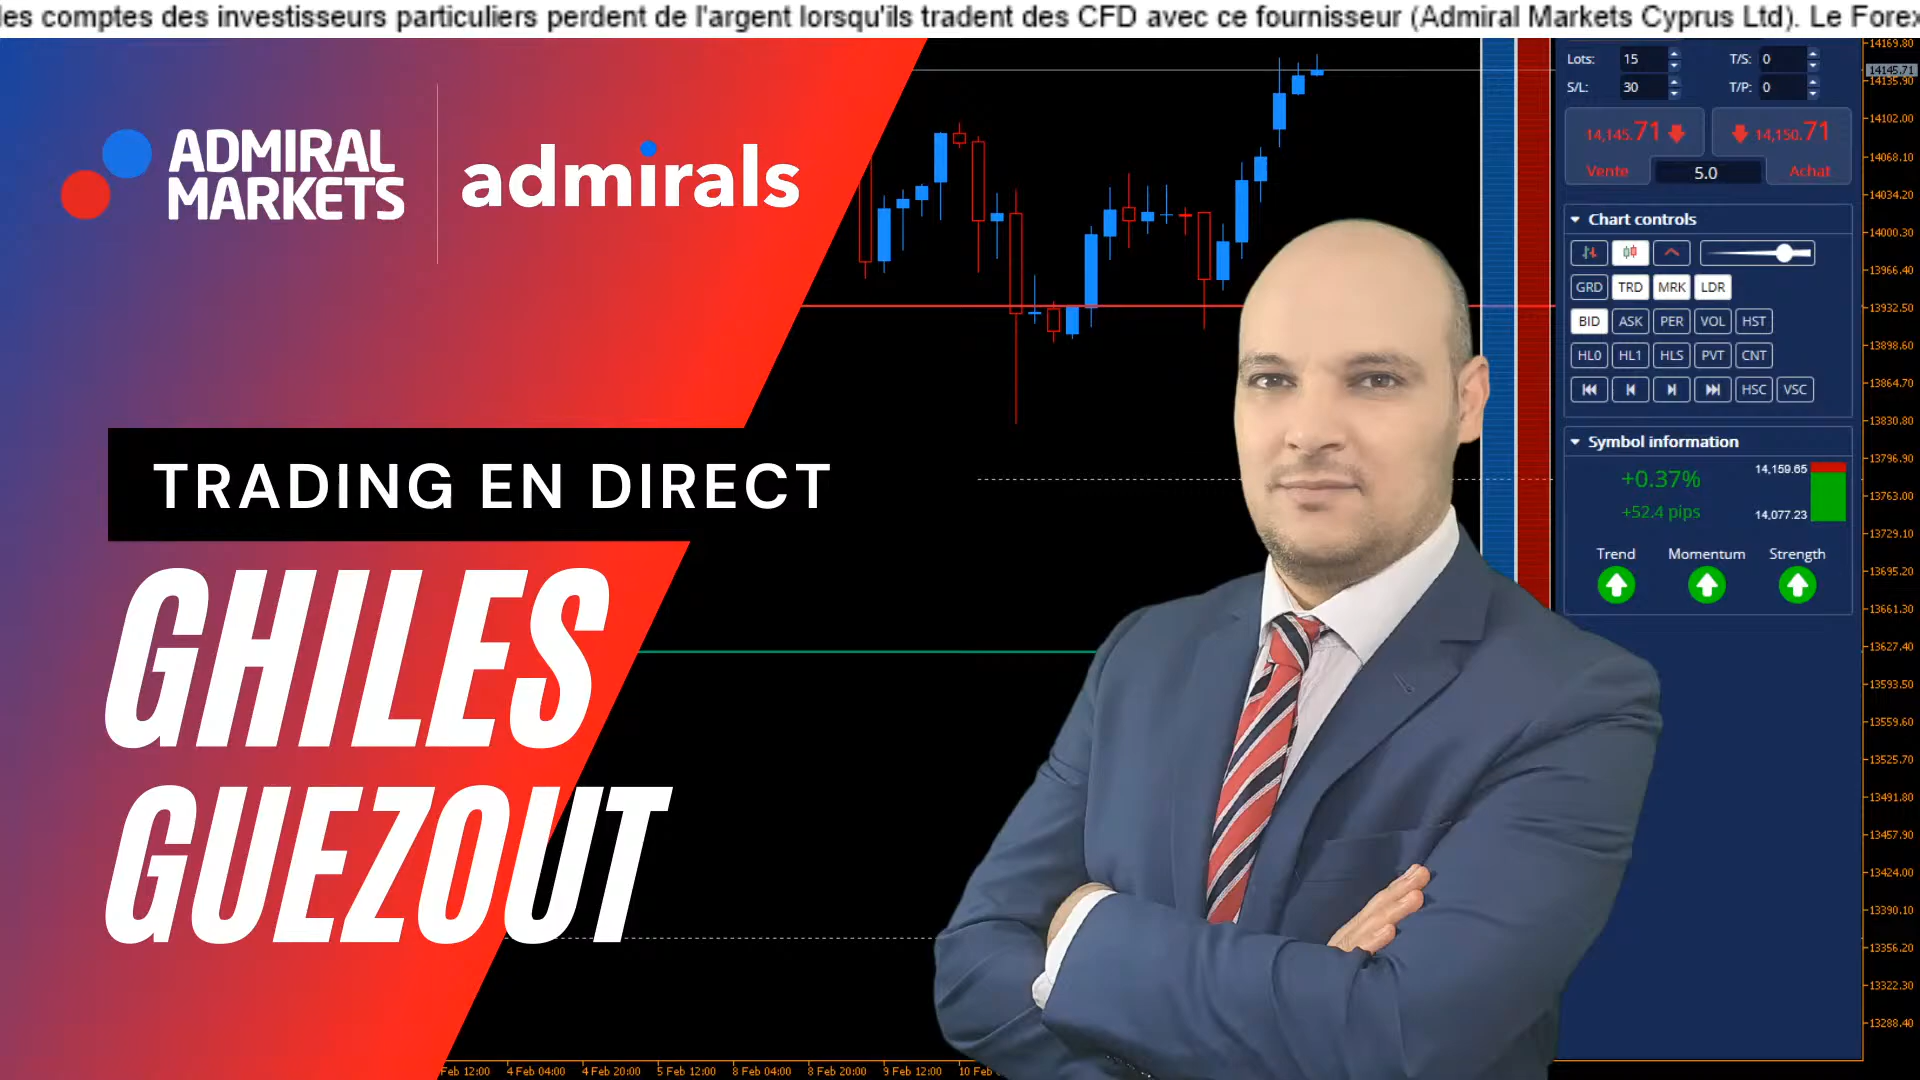 les comptes des investisseurs particuliers perdent de l'argent lorsqu'ils tradent des CFD avec ce fournisseur (Admiral Markets Cyprus Ltd). Le Forex
ADMIRAL
MARKETS
admirals
TRADING EN DIRECT
GHILES
GUEZOUT
Lots: 15 T/S: 0
S/L: 30 T/P: 0
14,145.71 14,150.71
Vente 5.0 Achat
Chart controls
GRD TRD MRK LDR
BID ASK PER VOL HST
HL0 HL1 HLS PVT CNT
HSC VSC
Symbol information
+0.37% 14,159.65
+52.4 pips 14,077.23
Trend Momentum Strength
14169.80
14145.71
14135.90
14102.00
14068.10
14034.20
14000.30
13966.40
13932.50
13898.60
13864.70
13830.80
13796.90
13763.00
13729.10
13695.20
13661.30
13627.40
13593.50
13559.60
13525.70
13491.80
13457.90
13424.00
13390.10
13356.20
13322.30
13288.40
Feb 12:00 4 Feb 04:00 4 Feb 20:00 5 Feb 12:00 8 Feb 04:00 8 Feb 20:00 9 Feb 12:00 10 Feb